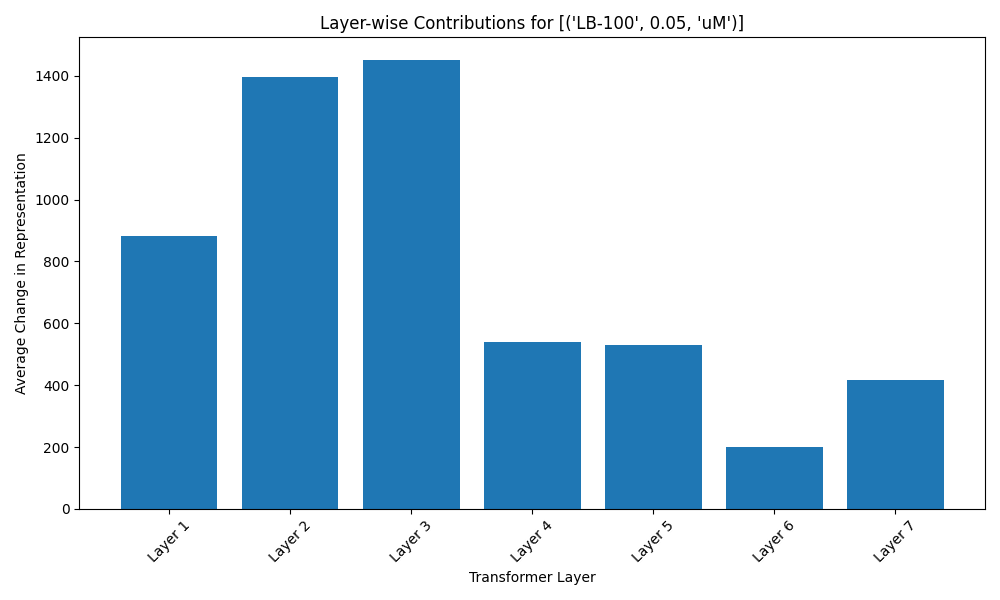 Layer-wise Contributions for [('LB-100', 0.05, 'uM')]
Average Change in Representation
1400
1200
1000
800
600
400
200
0
Layer 1
Layer 2
Layer 3
Layer 4
Layer 5
Layer 6
Layer 7
Transformer Layer